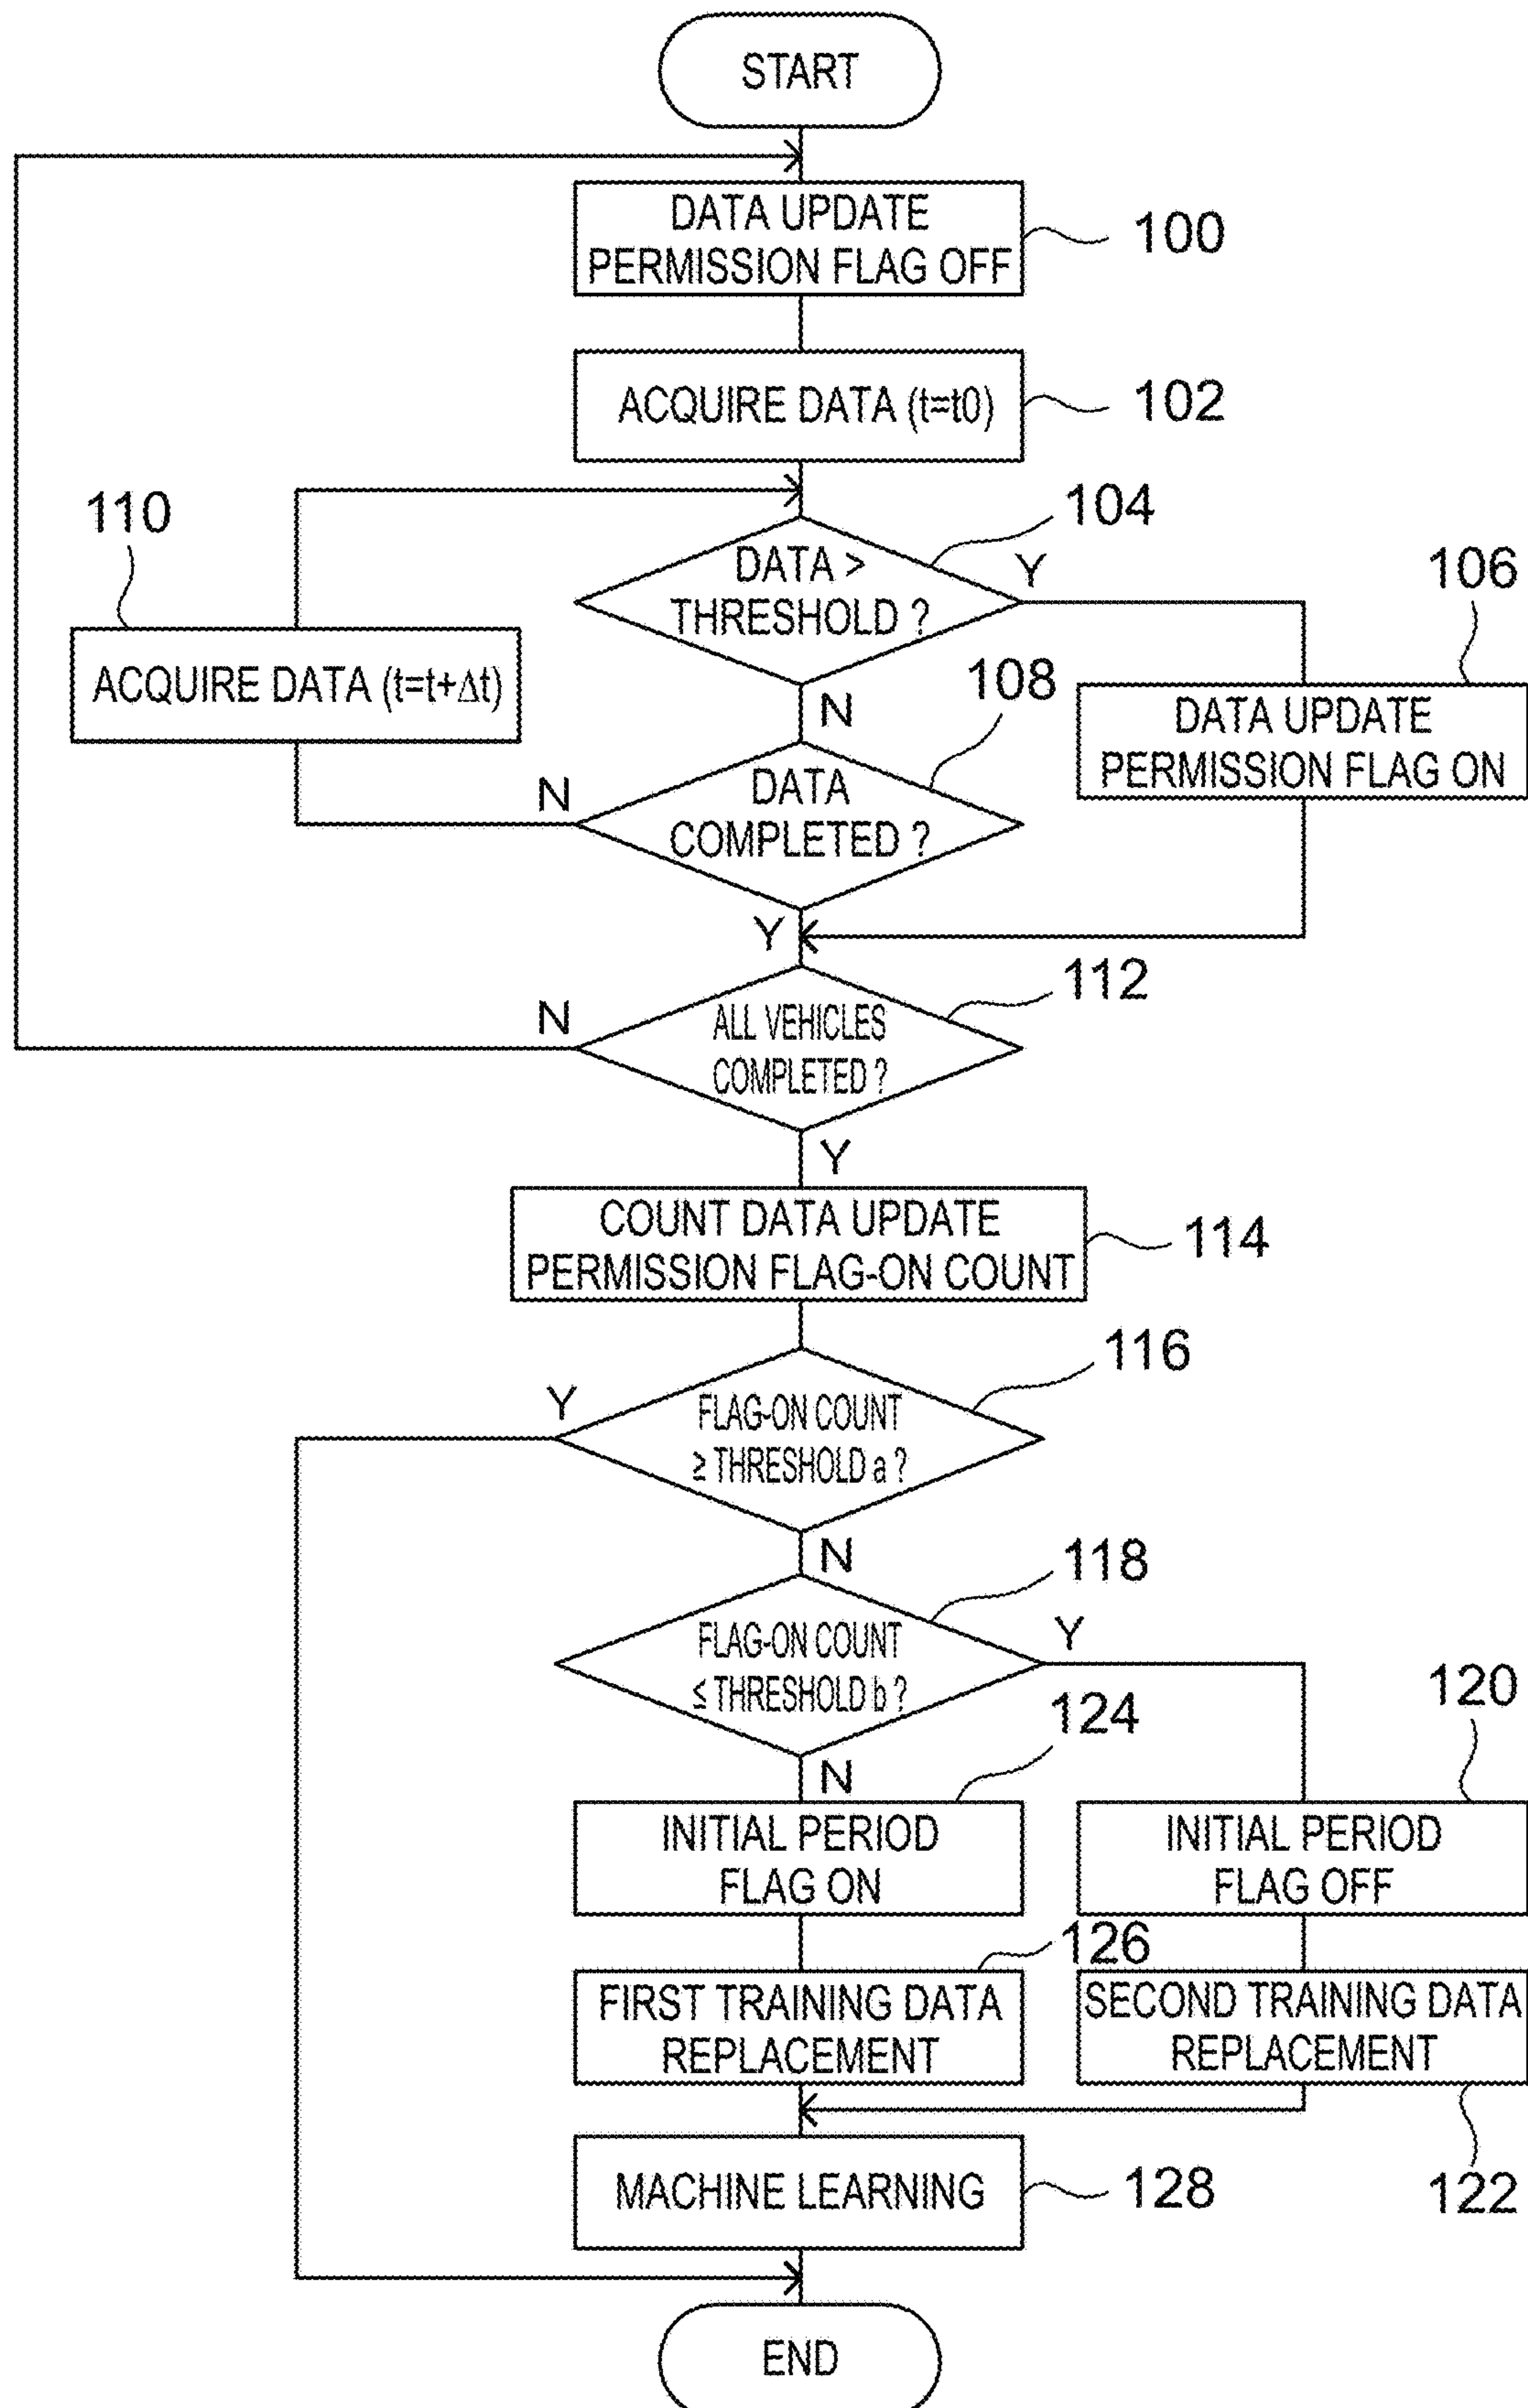 START
DATA UPDATE
PERMISSION FLAG OFF
100
ACQUIRE DATA (t=t0)
102
110
104
DATA >
THRESHOLD ?
Y
106
ACQUIRE DATA (t=t+Δt)
N
108
DATA UPDATE
PERMISSION FLAG ON
DATA
COMPLETED ?
N
Y
112
ALL VEHICLES
COMPLETED ?
N
Y
COUNT DATA UPDATE
PERMISSION FLAG-ON COUNT
114
116
FLAG-ON COUNT
≥ THRESHOLD a ?
Y
N
118
FLAG-ON COUNT
≤ THRESHOLD b ?
Y
N
124
120
INITIAL PERIOD
FLAG ON
INITIAL PERIOD
FLAG OFF
126
FIRST TRAINING DATA
REPLACEMENT
SECOND TRAINING DATA
REPLACEMENT
MACHINE LEARNING
128
122
END